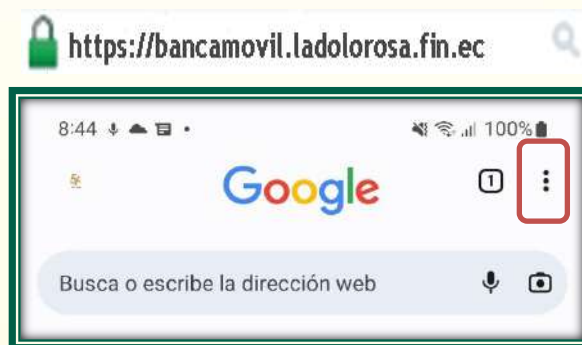 https://bancamovil.ladolorosa.fin.ec
8:44
100%
Google
1
Busca o escribe la dirección web